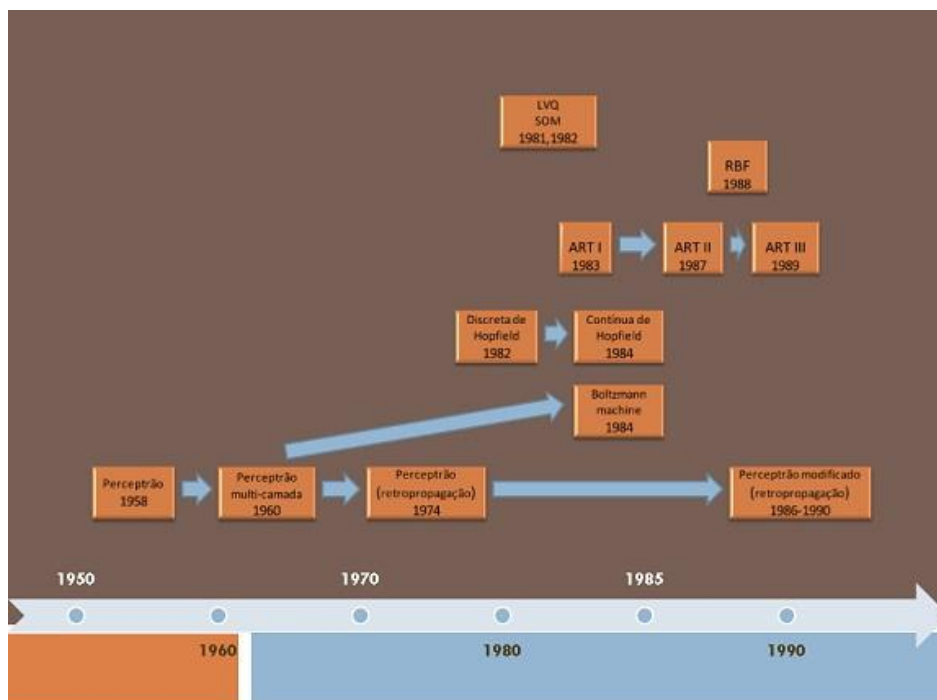 LVQ
SOM
1981,1982
RBF
1988
ART I
1983
ART II
1987
ART III
1989
Discreta de
Hopfield
1982
Contínua de
Hopfield
1984
Boltzmann
machine
1984
Perceptrão
1958
Perceptrão
multi-camada
1960
Perceptrão
(retropropagação)
1974
Perceptrão modificado
(retropropagação)
1986-1990
1950
1970
1985
1960
1980
1990